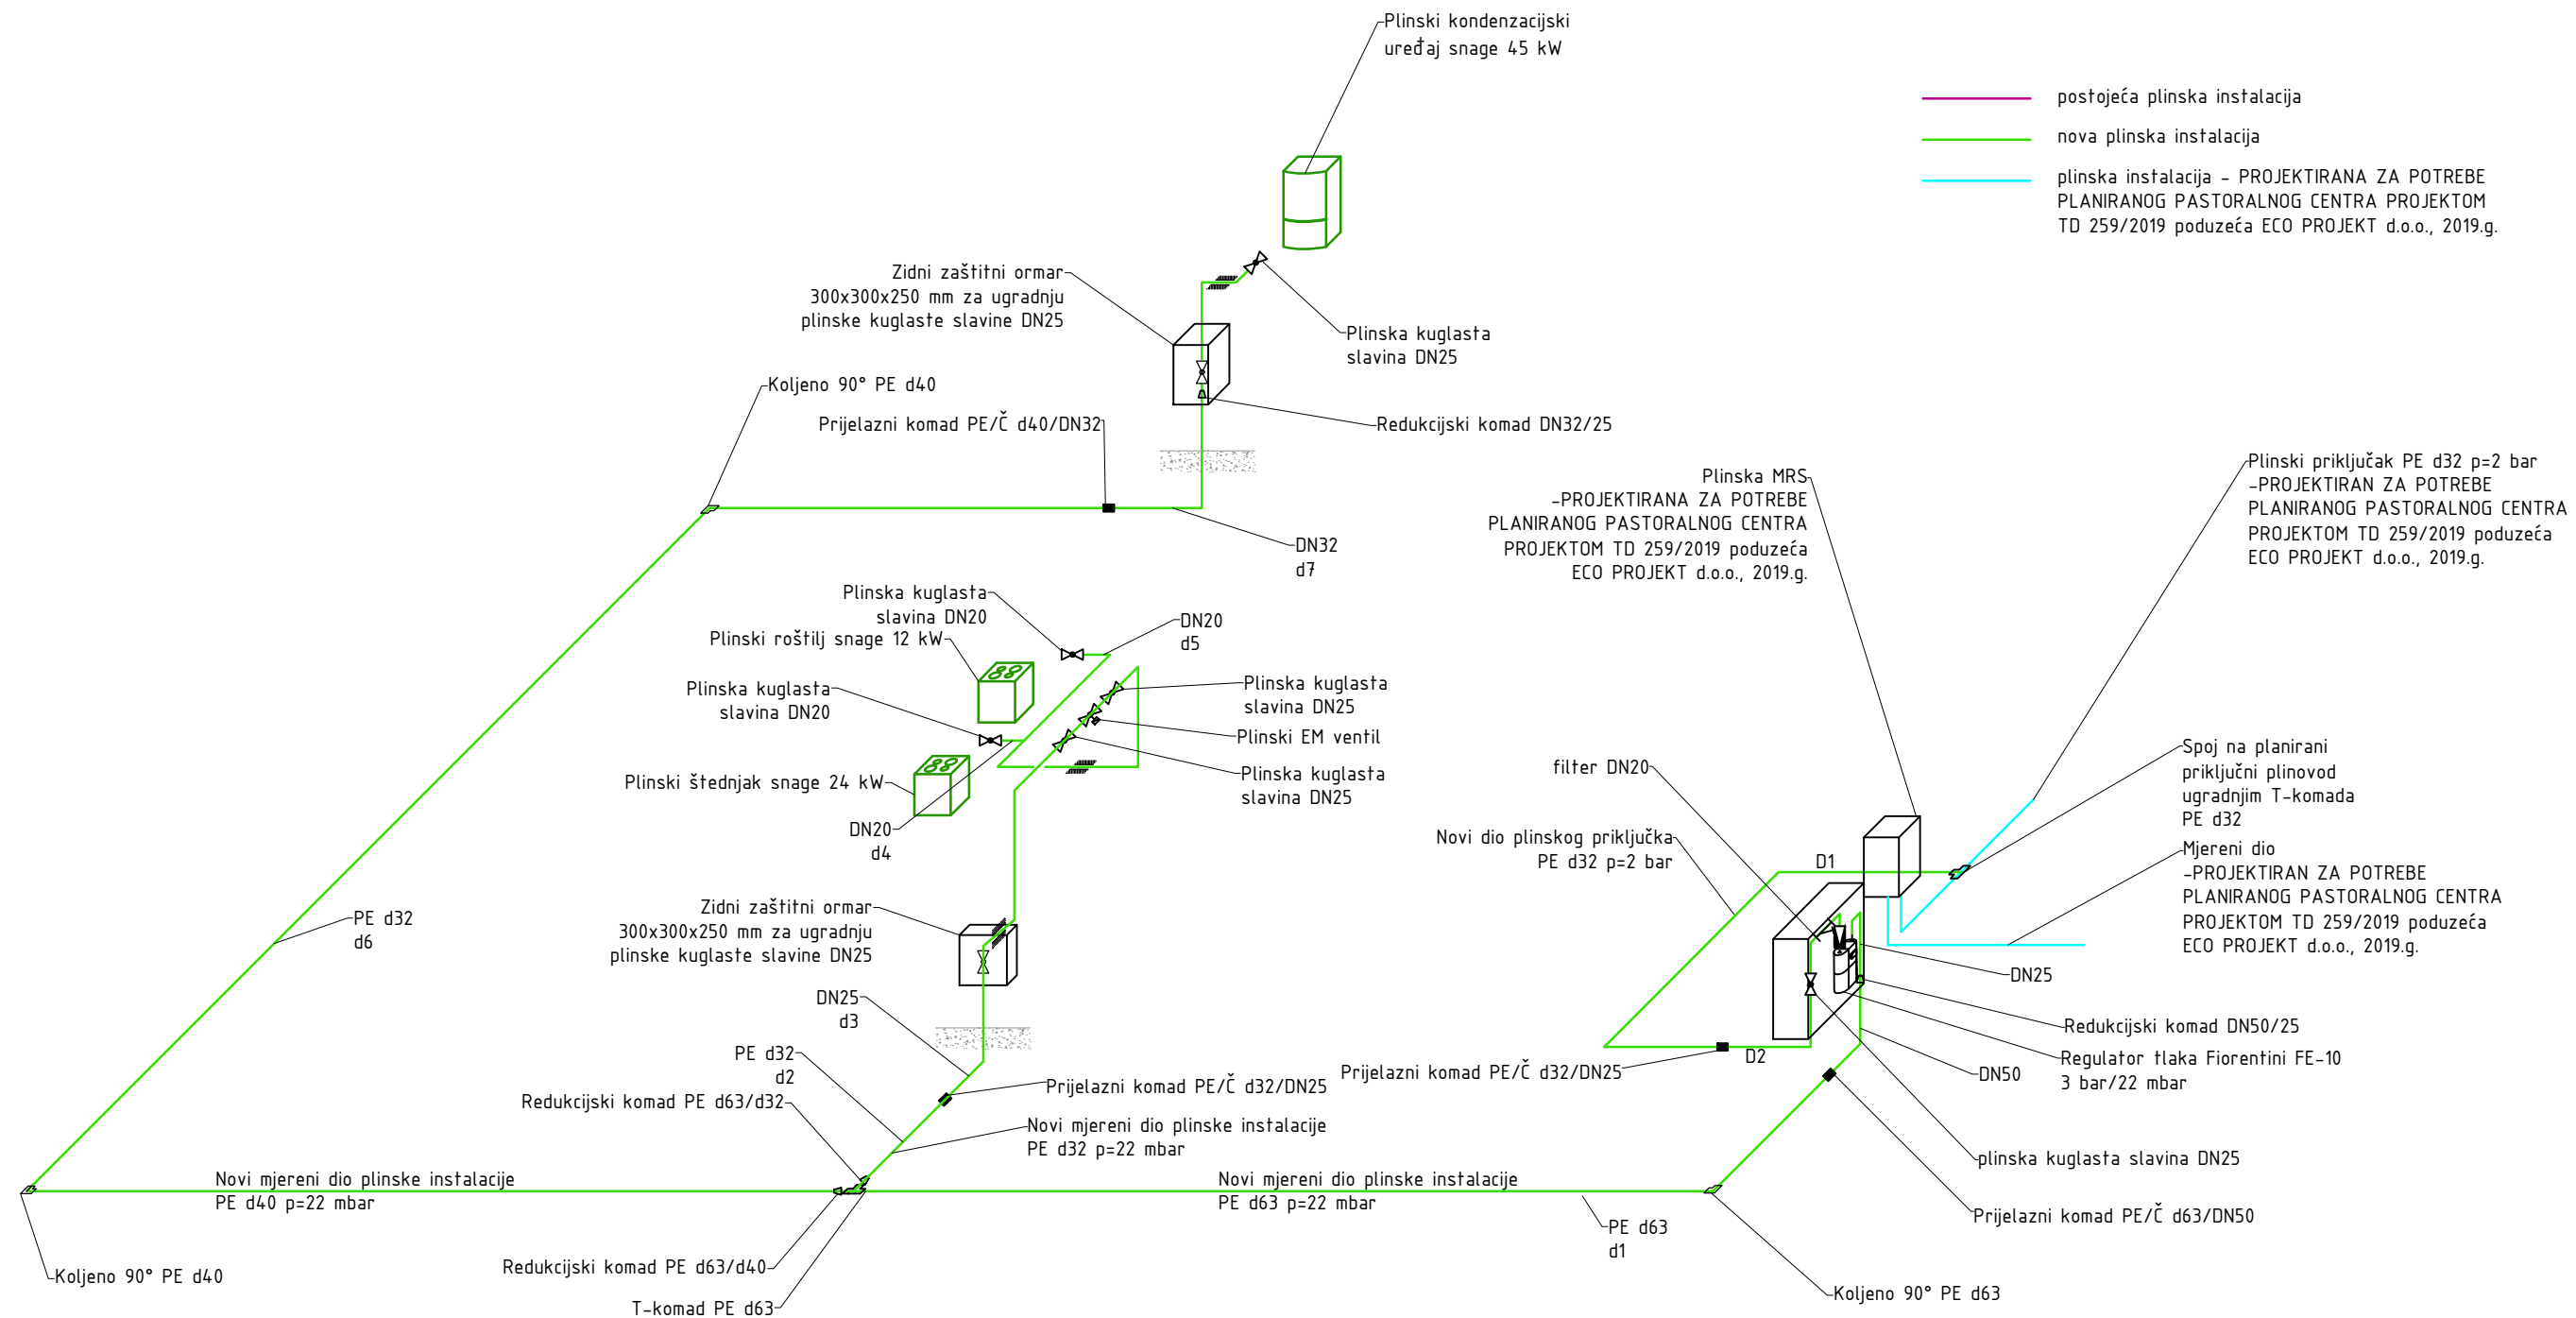 Plinski kondenzacijski
uređaj snage 45 kW
postojeća plinska instalacija
nova plinska instalacija
plinska instalacija - PROJEKTIRANA ZA POTREBE
PLANIRANOG PASTORALNOG CENTRA PROJEKTOM
TD 259/2019 poduzeća ECO PROJEKT d.o.o., 2019.g.
Zidni zaštitni ormar
300x300x250 mm za ugradnju
plinske kuglaste slavine DN25
Plinska kuglasta
slavina DN25
Koljeno 90° PE d40
Prijelazni komad PE/Č d40/DN32
Redukcijski komad DN32/25
Plinska MRS
-PROJEKTIRANA ZA POTREBE
PLANIRANOG PASTORALNOG CENTRA
PROJEKTOM TD 259/2019 poduzeća
ECO PROJEKT d.o.o., 2019.g.
Plinski priključak PE d32 p=2 bar
-PROJEKTIRAN ZA POTREBE
PLANIRANOG PASTORALNOG CENTRA
PROJEKTOM TD 259/2019 poduzeća
ECO PROJEKT d.o.o., 2019.g.
DN32
d7
Plinska kuglasta
slavina DN20
Plinski roštilj snage 12 kW
DN20
d5
Plinska kuglasta
slavina DN20
Plinska kuglasta
slavina DN25
Plinski EM ventil
Plinska kuglasta
slavina DN25
Plinski štednjak snage 24 kW
DN20
d4
filter DN20
Novi dio plinskog priključka
PE d32 p=2 bar
D1
Spoj na planirani
priključni plinovod
ugradnjim T-komada
PE d32
Mjereni dio
-PROJEKTIRAN ZA POTREBE
PLANIRANOG PASTORALNOG CENTRA
PROJEKTOM TD 259/2019 poduzeća
ECO PROJEKT d.o.o., 2019.g.
PE d32
d6
Zidni zaštitni ormar
300x300x250 mm za ugradnju
plinske kuglaste slavine DN25
DN25
d3
DN25
Redukcijski komad DN50/25
PE d32
d2
Prijelazni komad PE/Č d32/DN25
Prijelazni komad PE/Č d32/DN25
D2
Regulator tlaka Fiorentini FE-10
3 bar/22 mbar
DN50
Redukcijski komad PE d63/d32
Novi mjereni dio plinske instalacije
PE d32 p=22 mbar
plinska kuglasta slavina DN25
Novi mjereni dio plinske instalacije
PE d40 p=22 mbar
Novi mjereni dio plinske instalacije
PE d63 p=22 mbar
Prijelazni komad PE/Č d63/DN50
PE d63
d1
Koljeno 90° PE d40
Redukcijski komad PE d63/d40
T-komad PE d63
Koljeno 90° PE d63